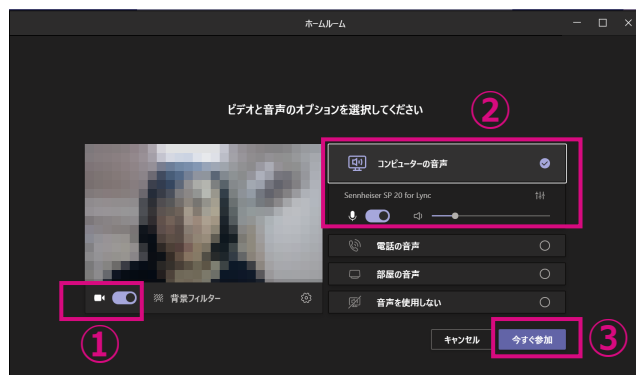 ホームルーム
ビデオと音声のオプションを選択してください
②
コンピューターの音声
Sennheiser SP 20 for Lync
電話の音声
部屋の音声
背景フィルター
音声を使用しない
①
キャンセル 今すぐ参加
③